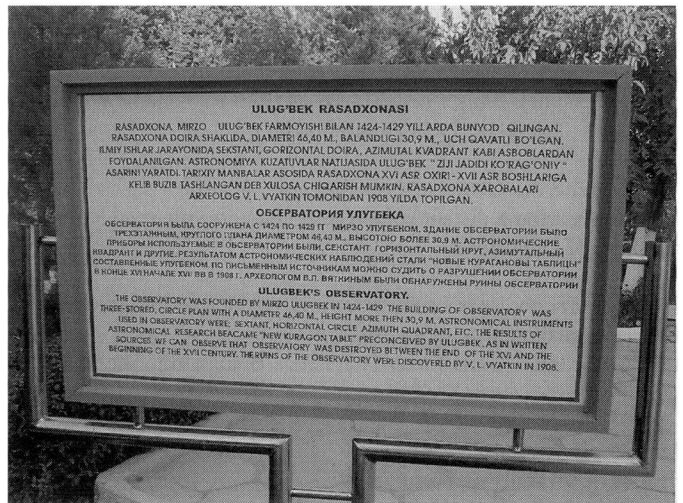 ULUG'BEK RASADXONASI
RASADXONA MIRZO ULUG'BEK FARMOYISHI BILAN 1424-1429 YILLARDA BUNYOD QILINGAN.
RASADXONA DOIRA SHAKLIDA, DIAMETRI 46,40 M., BALANDLIGI 30,9 M., UCH QAVATLI BO'LGAN.
ILMIY ISHLAR JARAYONIDA SEKSTANT, GORIZONTAL DOIRA, AZIMUTAL KVADRANT KABI ASBOBLARDAN
FOYDALANILGAN. ASTRONOMIYA KUZATUVLAR NATIJASIDA ULUG'BEK "ZIJI JADIDI KO'RAG'ONIY"
ASARINI YARATDI. TARIXIY MANBALAR ASOSIDA RASADXONA XVI ASR OXIRI - XVII ASR BOSHLARIGA
KELIB BUZIB TASHLANGAN DEB XULOSA CHIQARISH MUMKIN. RASADXONA XAROBALARI
ARXEOLOG V. L. VYATKIN TOMONIDAN 1908 YILDA TOPILGAN.
ОБСЕРВАТОРИЯ УЛУГБЕКА
ОБСЕРВАТОРИЯ БЫЛА СООРУЖЕНА С 1424 ПО 1429 ГГ МИРЗО УЛУГБЕКОМ. ЗДАНИЕ ОБСЕРВАТОРИИ БЫЛО
ТРЕХЭТАЖНЫМ, КРУГЛОГО ПЛАНА ДИАМЕТРОМ 46,40 М., ВЫСОТОЮ БОЛЕЕ 30,9 М. АСТРОНОМИЧЕСКИЕ
ПРИБОРЫ ИСПОЛЬЗУЕМЫЕ В ОБСЕРВАТОРИИ БЫЛИ, СЕКСТАНТ ГОРИЗОНТАЛЬНЫЙ КРУГ, АЗИМУТАЛЬНЫЙ
КВАДРАНТ И ДРУГИЕ. РЕЗУЛЬТАТОМ АСТРОНОМИЧЕСКИХ НАБЛЮДЕНИЙ СТАЛИ "НОВЫЕ КУРАГАНОВЫ ТАБЛИЦЫ"
СОСТАВЛЕННЫЕ УЛУГБЕКОМ. ПО ПИСЬМЕННЫМ ИСТОЧНИКАМ МОЖНО СУДИТЬ О РАЗРУШЕНИИ ОБСЕРВАТОРИИ
В КОНЦЕ XVI НАЧАЛЕ XVII ВВ В 1908 Г. АРХЕОЛОГОМ В.Л. ВЯТКИНЫМ БЫЛИ ОБНАРУЖЕНЫ РУИНЫ ОБСЕРВАТОРИИ
ULUGBEK'S OBSERVATORY.
THE OBSERVATORY WAS FOUNDED BY MIRZO ULUGBEK IN 1424-1429 THE BUILDING OF OBSERVATORY WAS
THREE-STORED, CIRCLE PLAN WITH A DIAMETER 46,40 M., HEIGHT MORE THEN 30,9 M. ASTRONOMICAL INSTRUMENTS
USED IN OBSERVATORY WERE: SEXTANT, HORIZONTAL CIRCLE AZIMUTH QUADRANT, ETC. THE RESULTS OF
ASTRONOMICAL RESEARCH BEACAME "NEW KURAGON TABLE" PRECONCEIVED BY ULUGBEK, AS IN WRITTEN
SOURCES WE CAN OBSERVE THAT OBSERVATORY WAS DESTROYED BETWEEN THE END OF THE XVI AND THE
BEGINNING OF THE XVII CENTURY. THE RUINS OF THE OBSERVATORY WERE DISCOVERLD BY V. L. VYATKIN IN 1908.